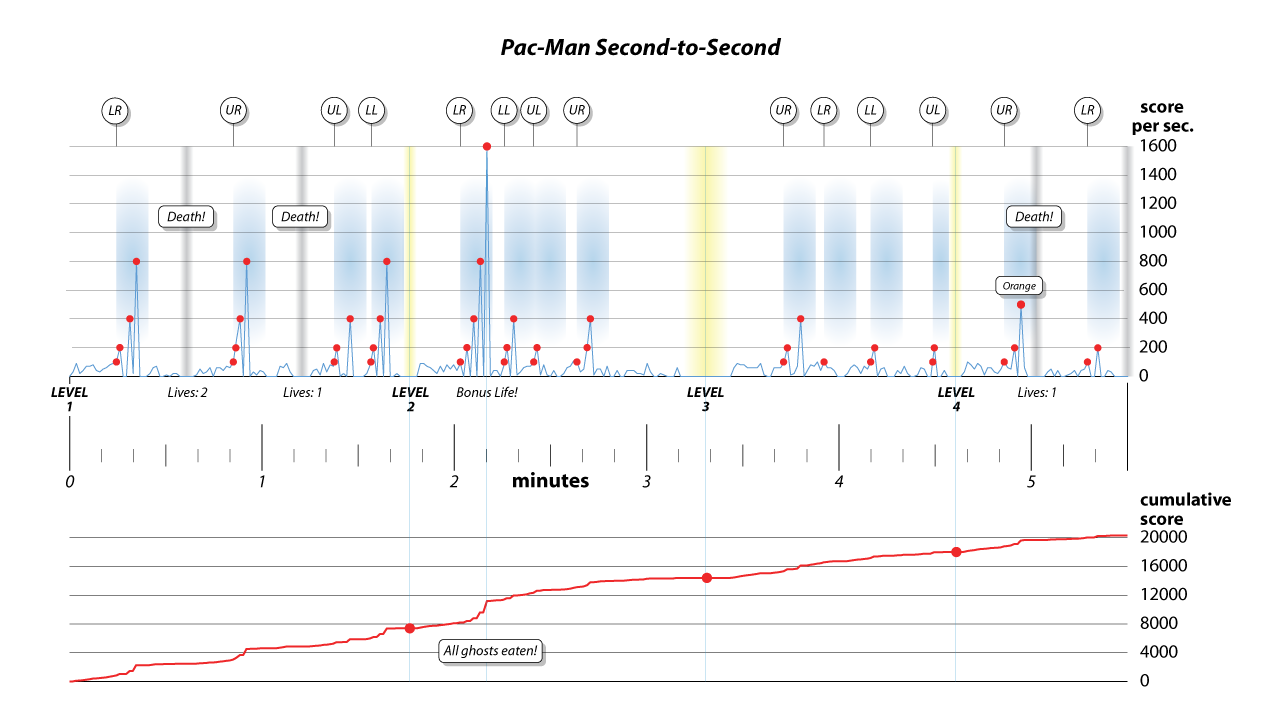 Pac-Man Second-to-Second
LR UR UL LL LR LL UL UR UR LR LL UL UR LR
score
per sec.
1600
1400
1200
1000
800
600
400
200
0
Death! Death! Death!
Orange
LEVEL
1
Lives: 2
Lives: 1
LEVEL
2
Bonus Life!
LEVEL
3
LEVEL
4
Lives: 1
0 1 2 3 4 5
minutes
cumulative
score
20000
16000
12000
8000
4000
0
All ghosts eaten!